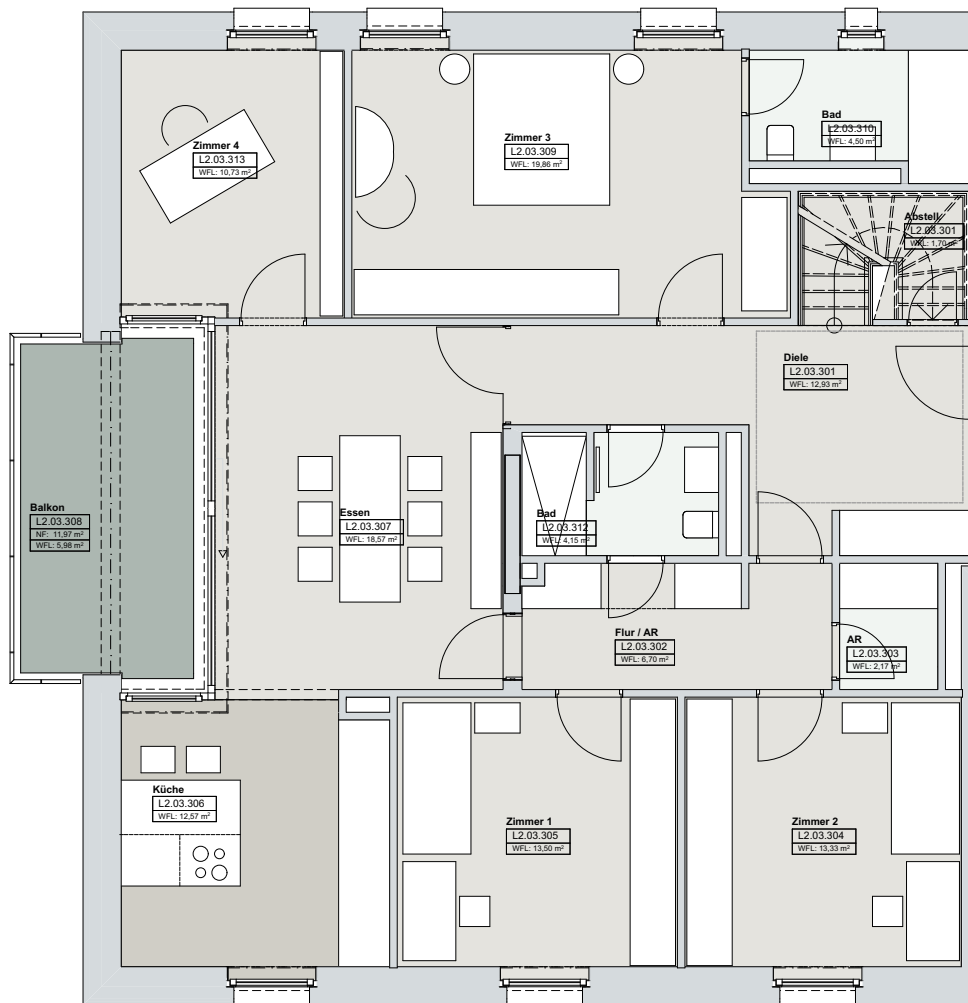 Zimmer 4
L2.03.313
WFL: 10,73 m²
Zimmer 3
L2.03.309
WFL: 19,86 m²
Bad
L2.03.310
WFL: 4,50 m²
Abstell
L2.03.301
WFL: 1,70 m²
Diele
L2.03.301
WFL: 12,93 m²
Balkon
L2.03.308
NF: 11,97 m²
WFL: 5,98 m²
Essen
L2.03.307
WFL: 18,57 m²
Bad
L2.03.312
WFL: 4,15 m²
Flur / AR
L2.03.302
WFL: 6,70 m²
AR
L2.03.303
WFL: 2,17 m²
Küche
L2.03.306
WFL: 12,57 m²
Zimmer 1
L2.03.305
WFL: 13,50 m²
Zimmer 2
L2.03.304
WFL: 13,33 m²